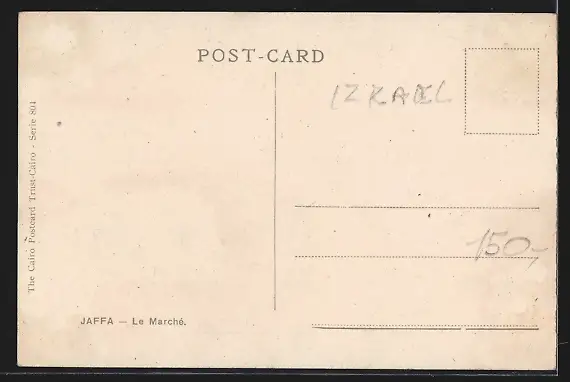 POST-CARD
IZRAEL
The Cairo Postcard Trust-Cairo - Serie 801
150,-
JAFFA — Le Marché.